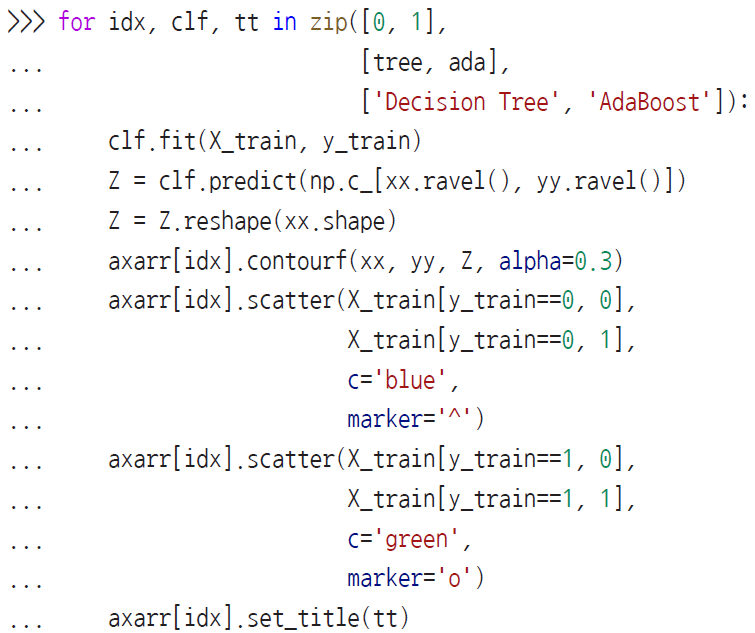 >>> for idx, clf, tt in zip([0, 1],
...                         [tree, ada],
...                         ['Decision Tree', 'AdaBoost']):
...     clf.fit(X_train, y_train)
...     Z = clf.predict(np.c_[xx.ravel(), yy.ravel()])
...     Z = Z.reshape(xx.shape)
...     axarr[idx].contourf(xx, yy, Z, alpha=0.3)
...     axarr[idx].scatter(X_train[y_train==0, 0],
...                        X_train[y_train==0, 1],
...                        c='blue',
...                        marker='^')
...     axarr[idx].scatter(X_train[y_train==1, 0],
...                        X_train[y_train==1, 1],
...                        c='green',
...                        marker='o')
...     axarr[idx].set_title(tt)